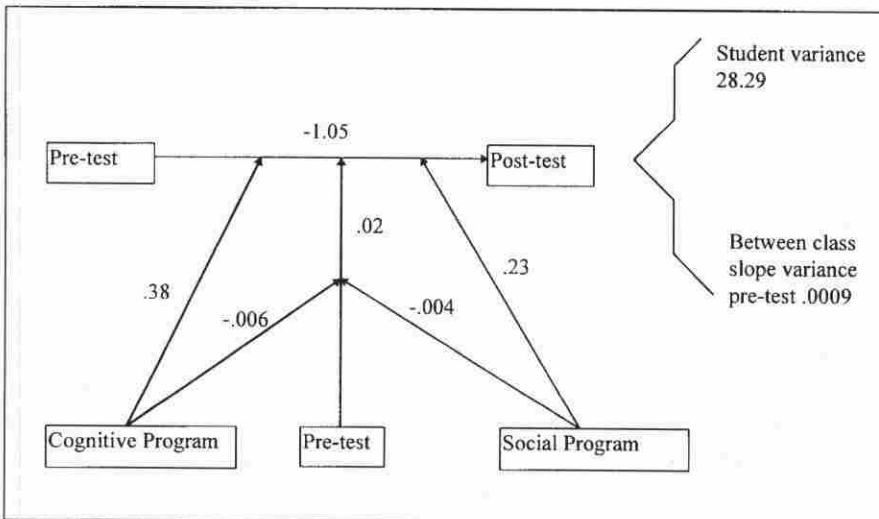 Student variance
28.29
-1.05
Pre-test
Post-test
.02
Between class
slope variance
pre-test .0009
.38
.23
-.006
-.004
Cognitive Program
Pre-test
Social Program